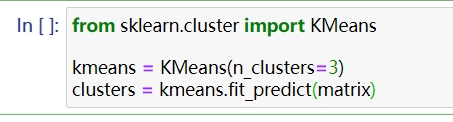 In [ ]: from sklearn.cluster import KMeans
kmeans = KMeans(n_clusters=3)
clusters = kmeans.fit_predict(matrix)